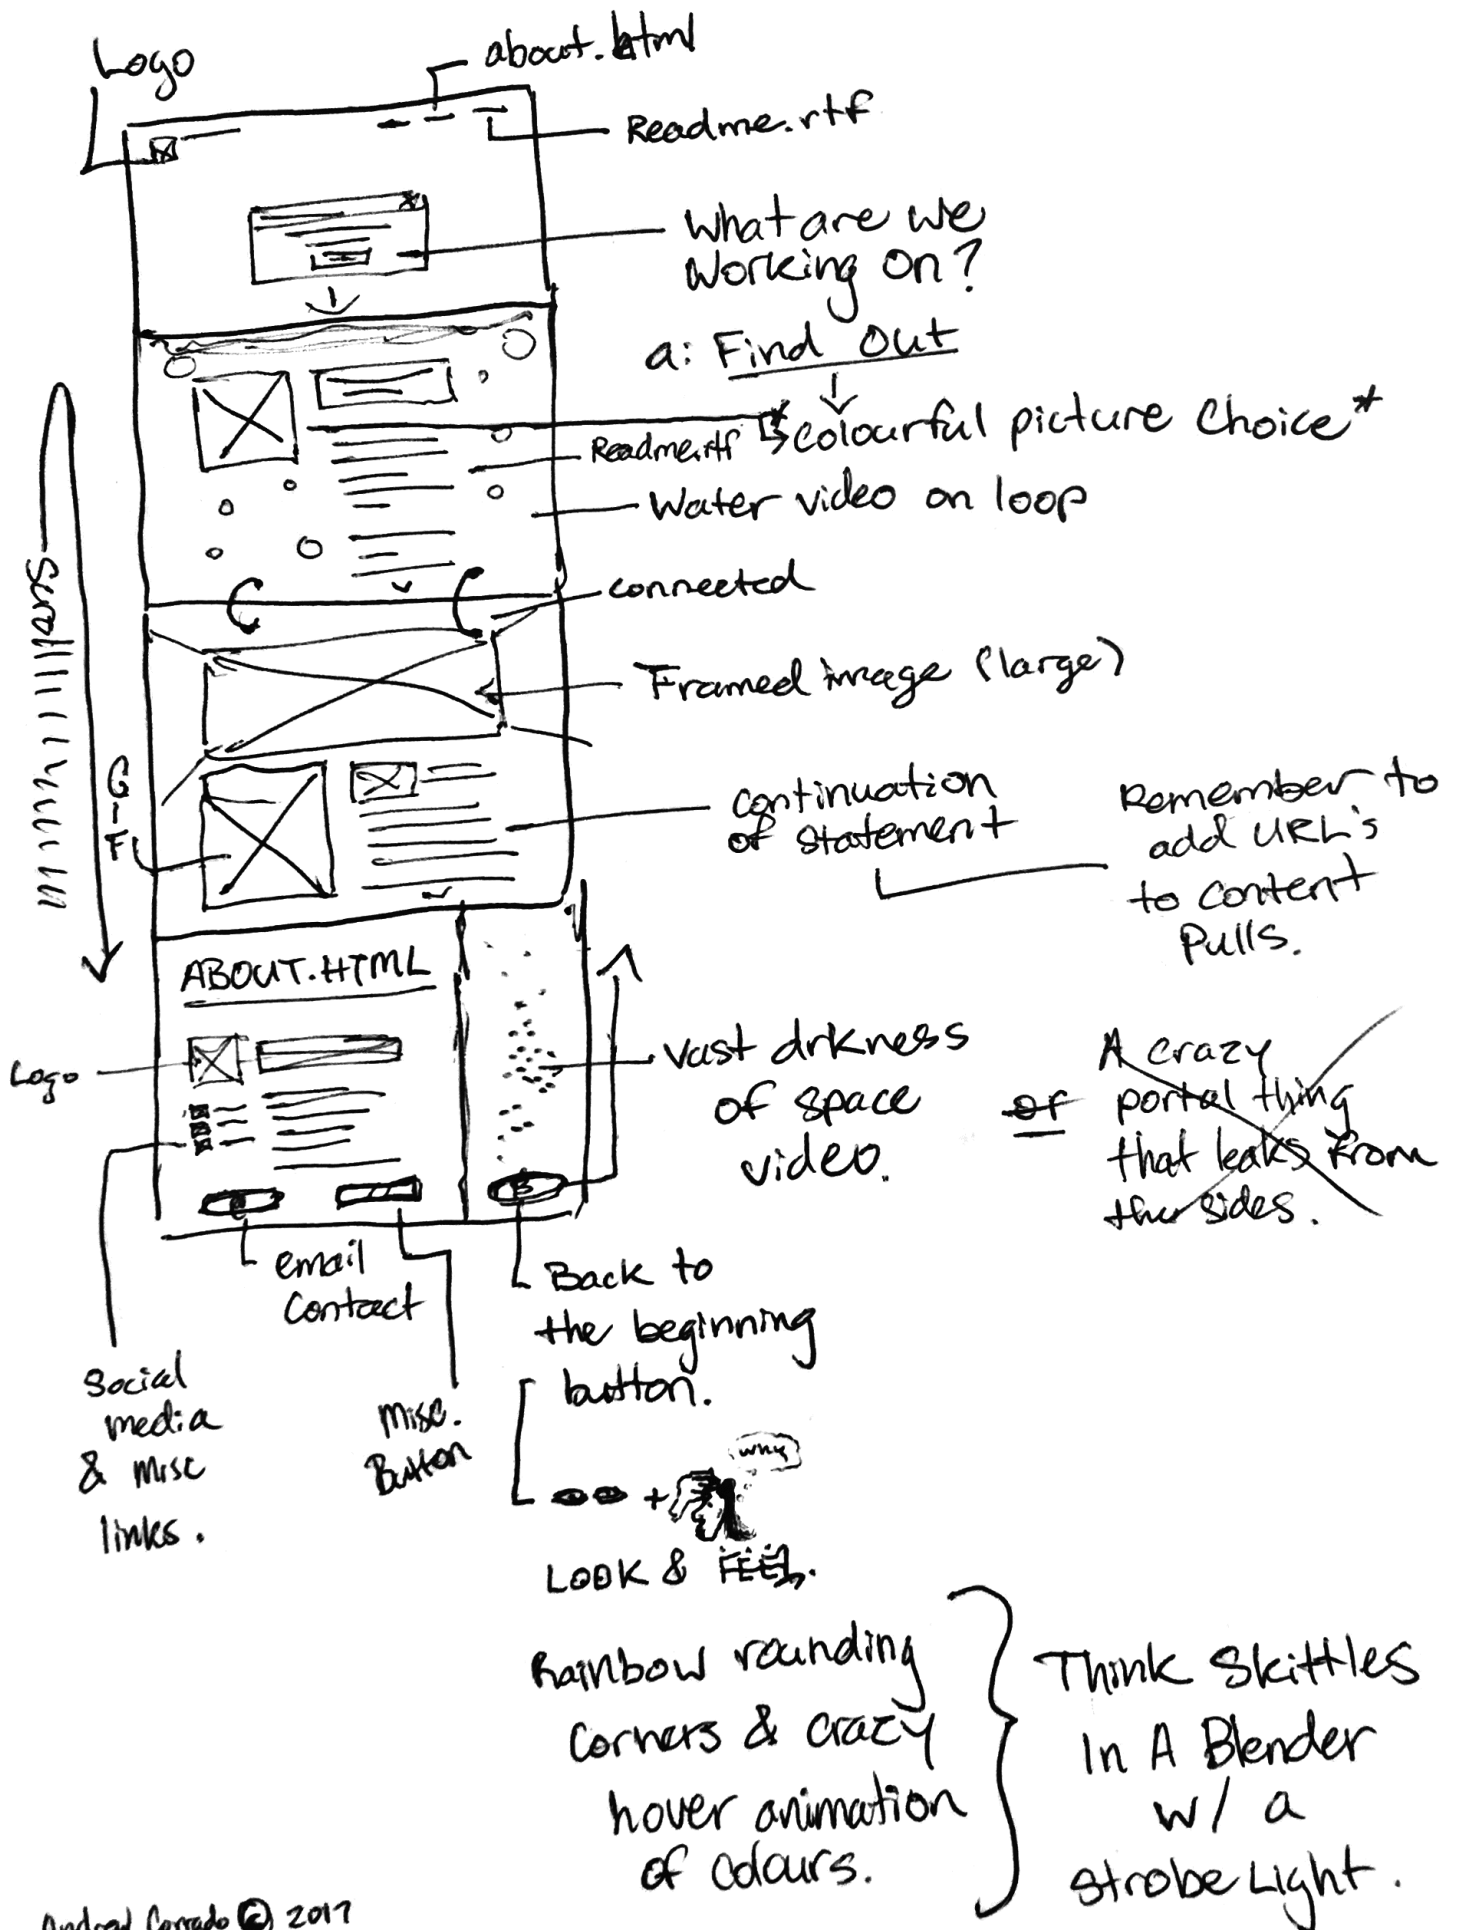 Logo
about.html
Readme.rtf
What are we
working on?
a: Find Out
colourful picture choice*
Readme.rtf
Water video on loop
connected
Scrollllll
Framed image (large)
G-F
continuation
of statement
Remember to
add URL's
to content
pulls.
ABOUT.HTML
Logo
Vast drkness
of space
video.
or
A crazy
portal thing
that leaks from
the sides.
B
email
contact
Back to
the beginning
button.
Social
media
& misc
links.
misc.
Button
why
+
LOOK & FEEL.
Rainbow rounding
corners & crazy
hover animation
of colours.
Think Skittles
In A Blender
w/ a
strobe Light.
Corrado © 2017